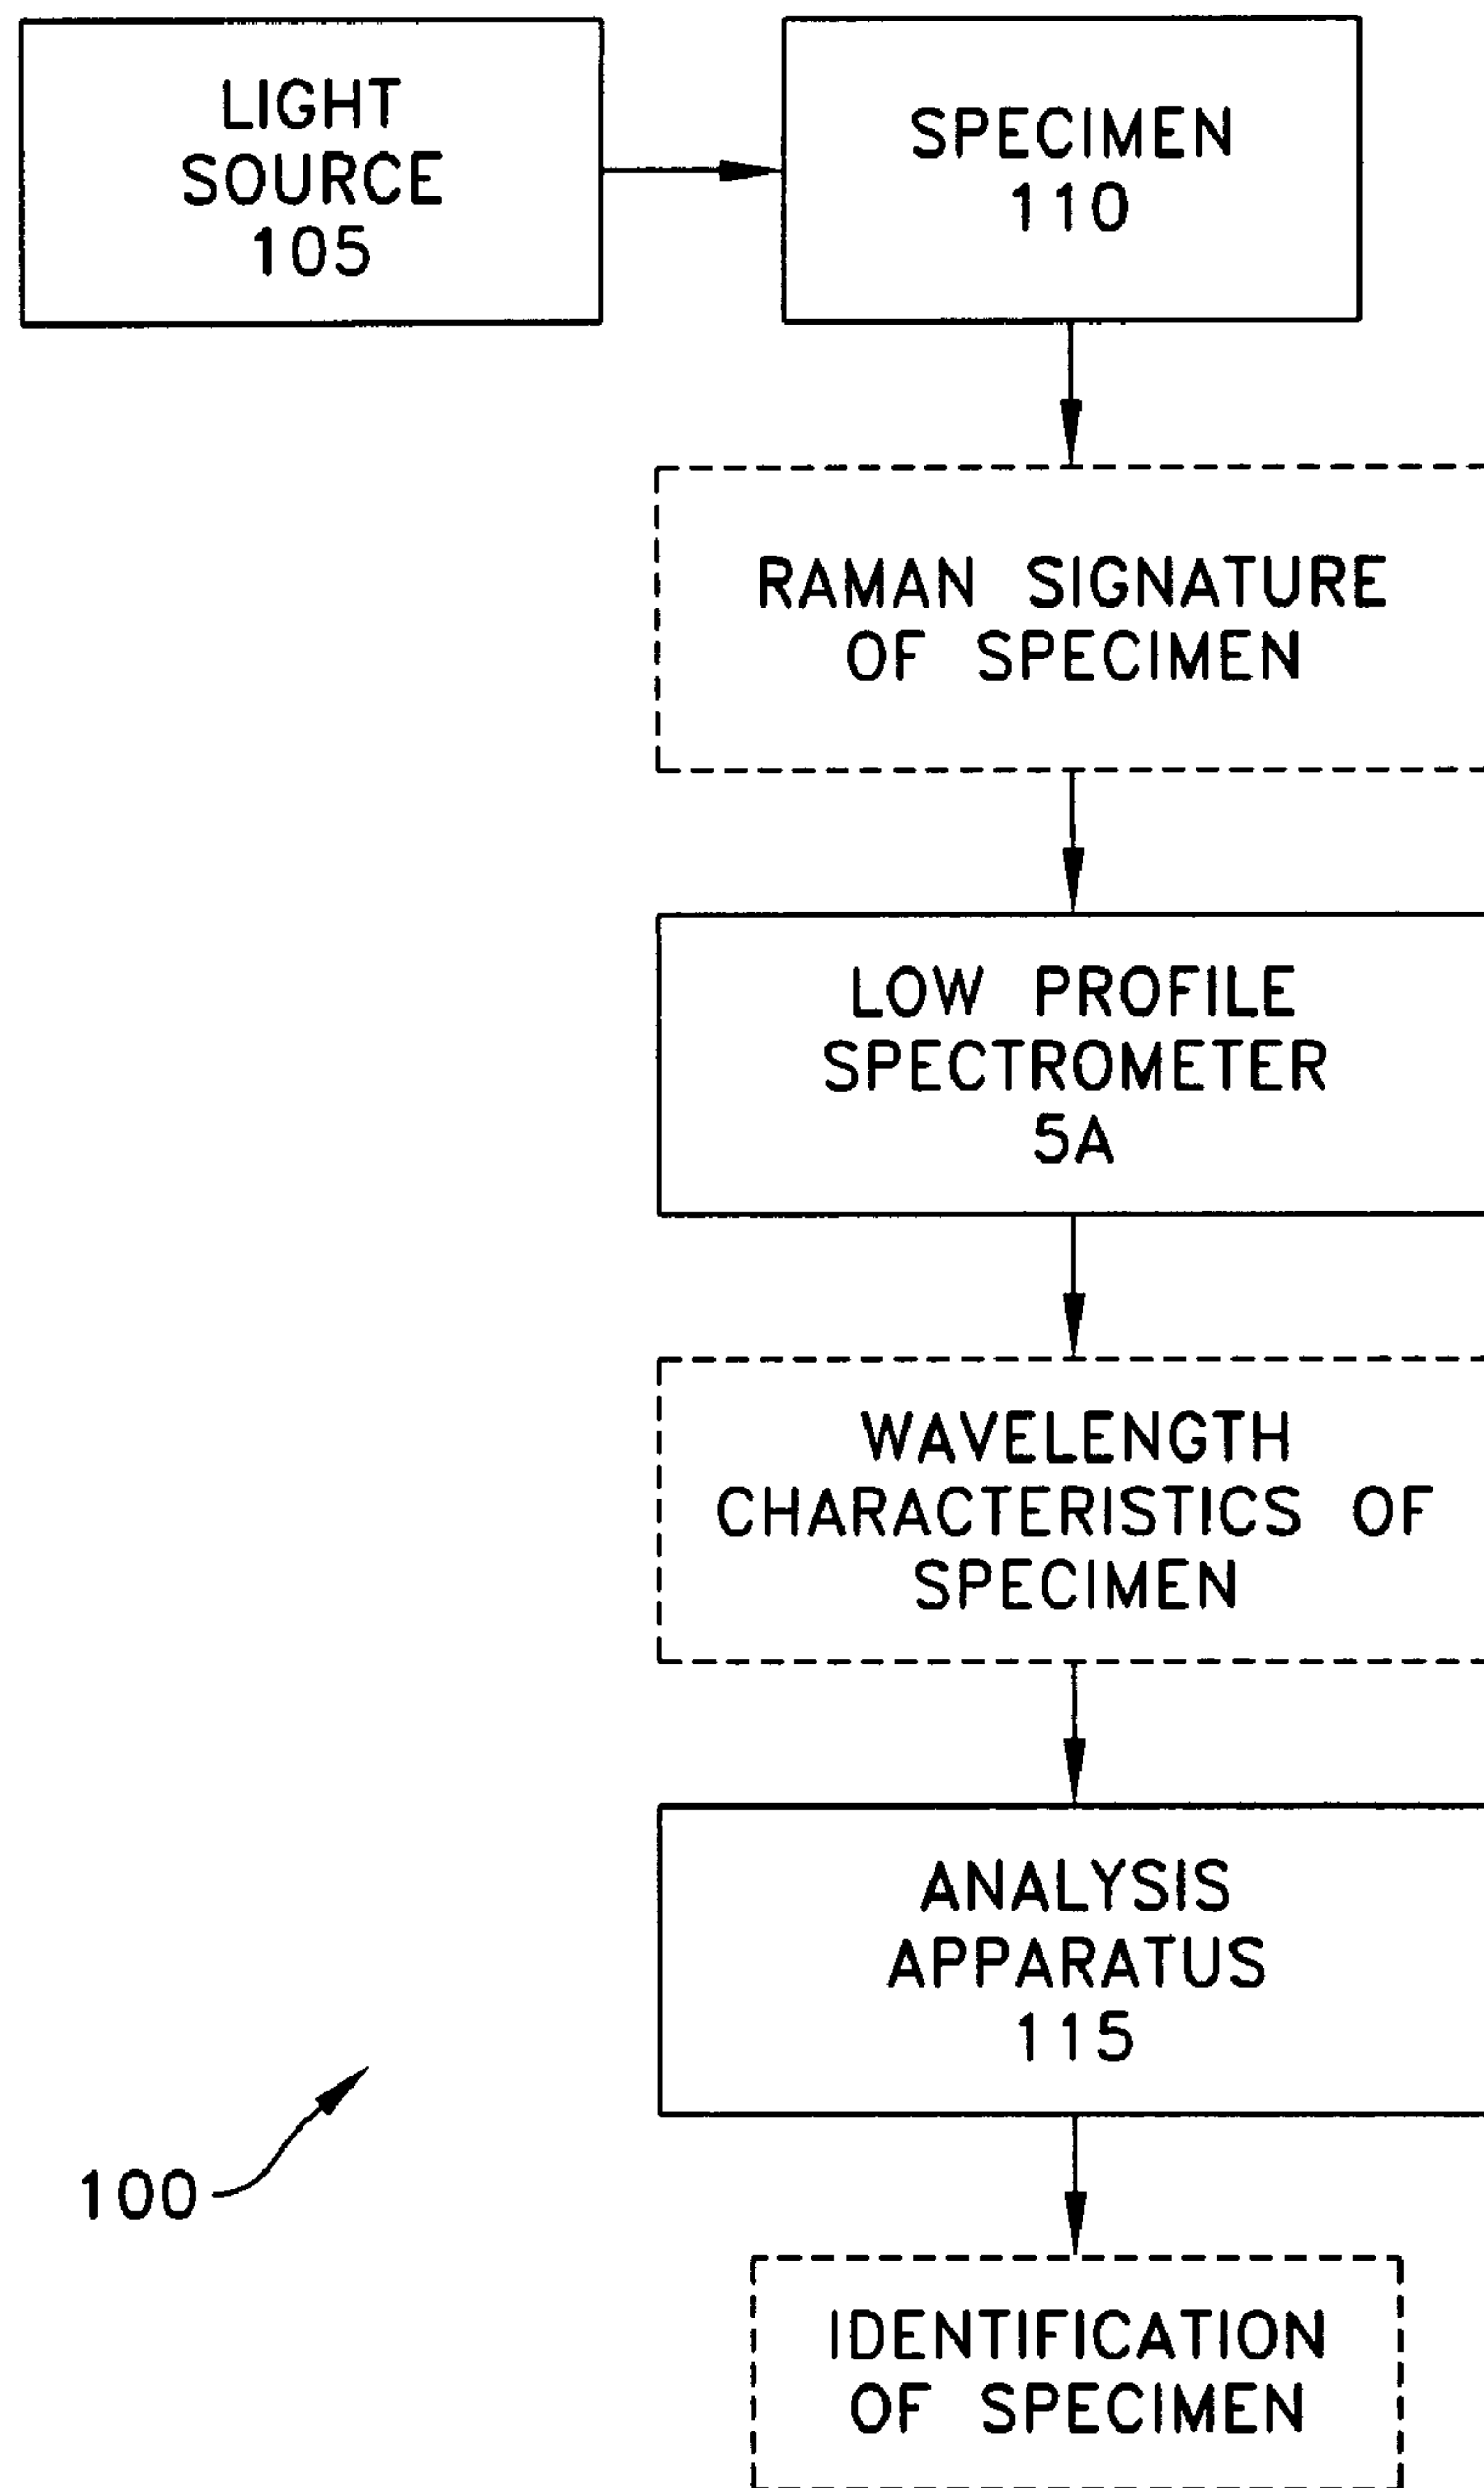 LIGHT
SOURCE
105
SPECIMEN
110
RAMAN SIGNATURE
OF SPECIMEN
LOW PROFILE
SPECTROMETER
5A
WAVELENGTH
CHARACTERISTICS OF
SPECIMEN
ANALYSIS
APPARATUS
115
100
IDENTIFICATION
OF SPECIMEN